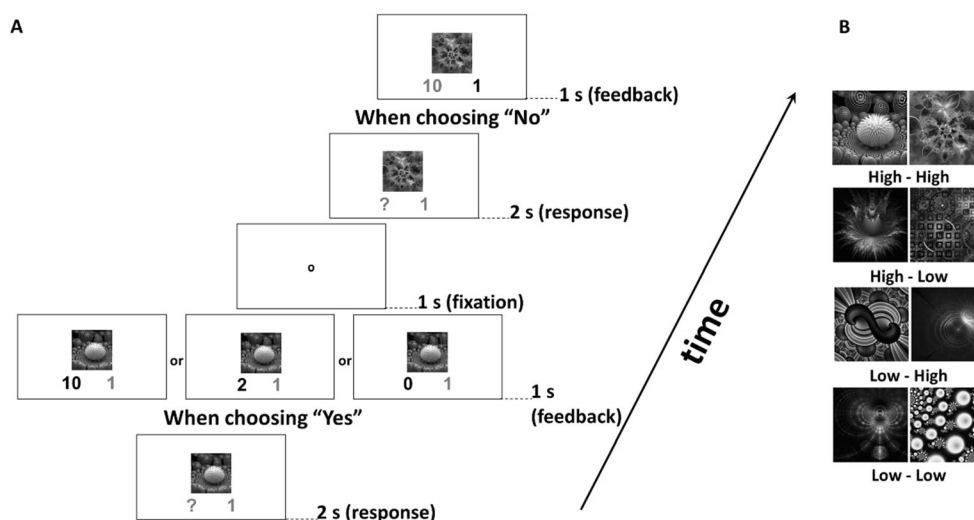 A
B
10 1
1 s (feedback)
When choosing "No"
? 1
2 s (response)
o
1 s (fixation)
10 1 or 2 1 or 0 1
1 s
(feedback)
When choosing "Yes"
? 1
2 s (response)
time
High - High
High - Low
Low - High
Low - Low